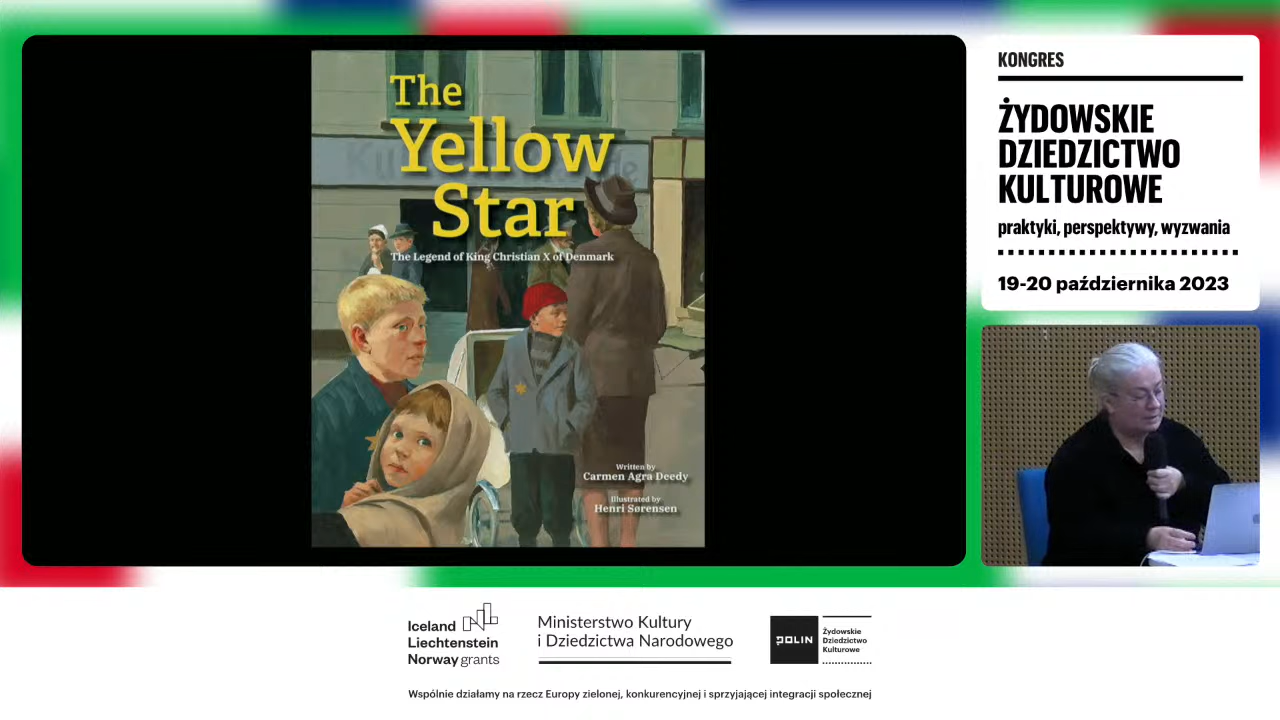 The
Yellow
Star
The Legend of King Christian X of Denmark
Written by
Carmen Agra Deedy
Illustrated by
Henri Sørensen
KONGRES
ŻYDOWSKIE
DZIEDZICTWO
KULTUROWE
praktyki, perspektywy, wyzwania
19-20 października 2023
Iceland
Liechtenstein
Norway grants
Ministerstwo Kultury
i Dziedzictwa Narodowego
POLIN
Żydowskie
Dziedzictwo
Kulturowe
Wspólnie działamy na rzecz Europy zielonej, konkurencyjnej i sprzyjającej integracji społecznej